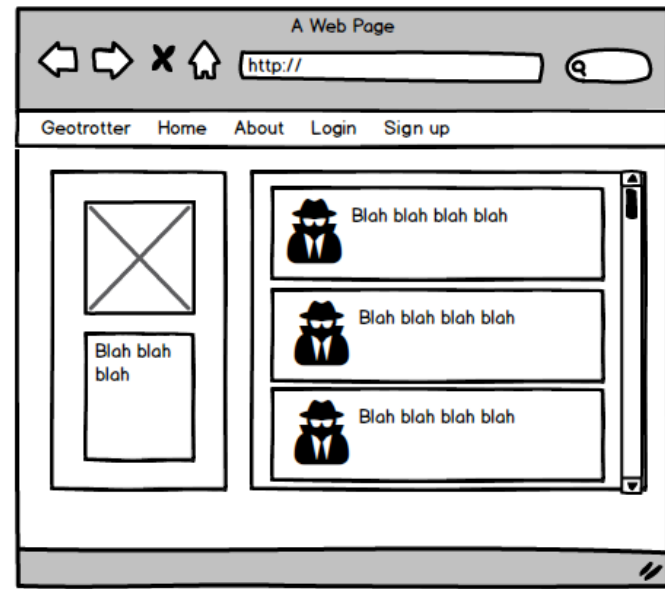 A Web Page
http://
Geotrotter Home About Login Sign up
Blah blah
blah
Blah blah blah blah
Blah blah blah blah
Blah blah blah blah